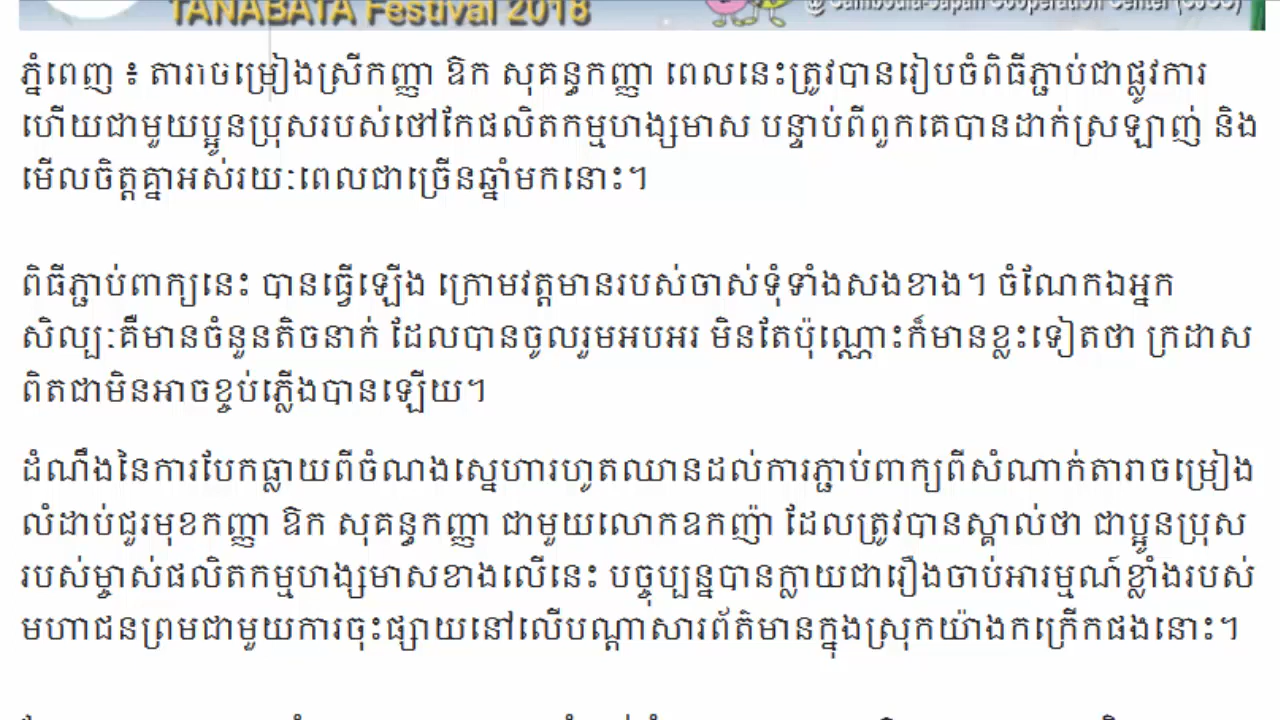 TANABATA Festival 2018
@ Cambodia-Japan Cooperation Center (CJCC)
ភ្នំពេញ ៖ តារាចម្រៀងស្រីកញ្ញា ឱក សុគន្ធកញ្ញា ពេលនេះត្រូវបានរៀបចំពិធីភ្ជាប់ជាផ្លូវការ
ហើយជាមួយប្អូនប្រុសរបស់ថៅកែផលិតកម្មហង្សមាស បន្ទាប់ពីពួកគេបានដាក់ស្រឡាញ់ និង
មើលចិត្តគ្នាអស់រយៈពេលជាច្រើនឆ្នាំមកនោះ។
ពិធីភ្ជាប់ពាក្យនេះ បានធ្វើឡើង ក្រោមវត្តមានរបស់ចាស់ទុំទាំងសងខាង។ ចំណែកឯអ្នក
សិល្បៈគឺមានចំនួនតិចនាក់ ដែលបានចូលរួមអបអរ មិនតែប៉ុណ្ណោះក៏មានខ្លះទៀតថា ក្រដាស
ពិតជាមិនអាចខ្ចប់ភ្លើងបានឡើយ។
ដំណឹងនៃការបែកធ្លាយពីចំណងស្នេហារហូតឈានដល់ការភ្ជាប់ពាក្យពីសំណាក់តារាចម្រៀង
លំដាប់ជួរមុខកញ្ញា ឱក សុគន្ធកញ្ញា ជាមួយលោកឧកញ៉ា ដែលត្រូវបានស្គាល់ថា ជាប្អូនប្រុស
របស់ម្ចាស់ផលិតកម្មហង្សមាសខាងលើនេះ បច្ចុប្បន្នបានក្លាយជារឿងចាប់អារម្មណ៍ខ្លាំងរបស់
មហាជនព្រមជាមួយការចុះផ្សាយនៅលើបណ្តាសារព័ត៌មានក្នុងស្រុកយ៉ាងកក្រើកផងនោះ។